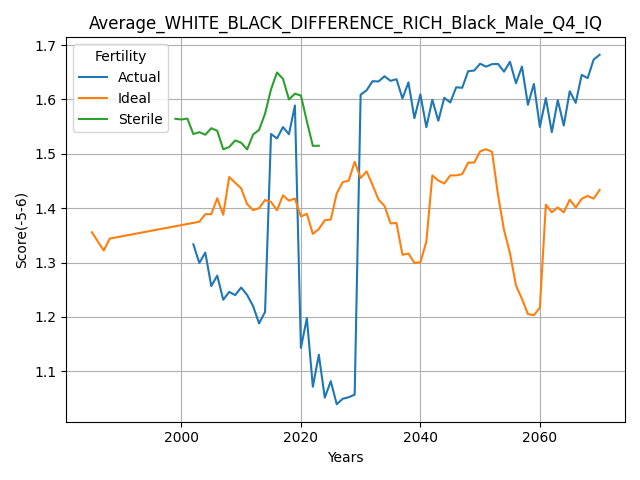 Average_WHITE_BLACK_DIFFERENCE_RICH_Black_Male_Q4_IQ
1.7
1.6
1.5
1.4
1.3
1.2
1.1
Score(-5-6)
Fertility
Actual
Ideal
Sterile
2000
2020
2040
2060
Years